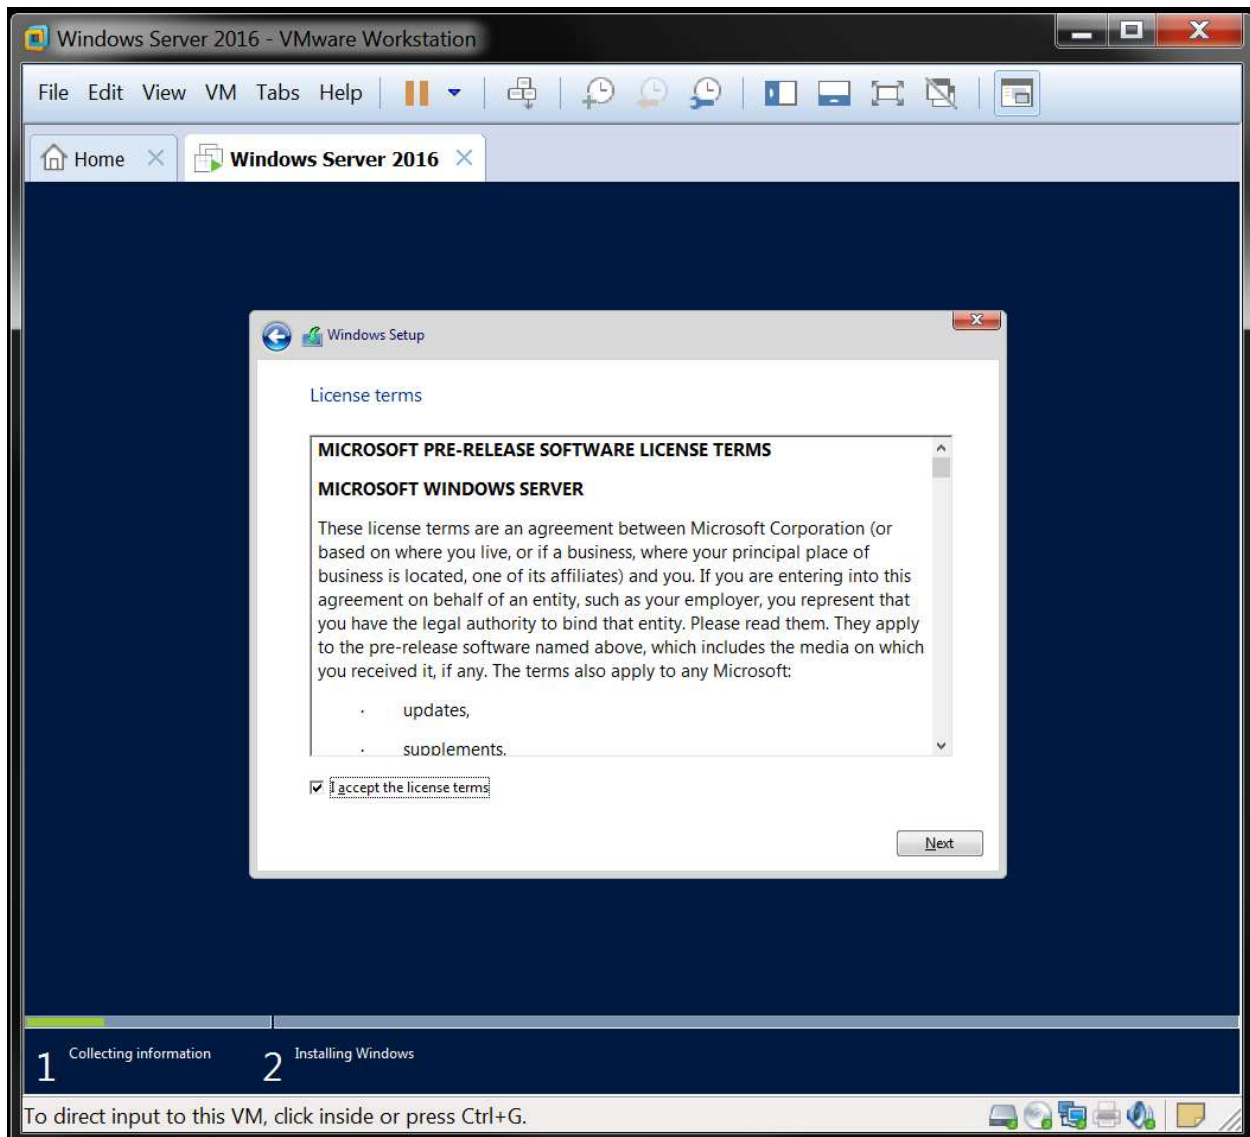 Windows Server 2016 - VMware Workstation
File Edit View VM Tabs Help
Home Windows Server 2016
Windows Setup
License terms
MICROSOFT PRE-RELEASE SOFTWARE LICENSE TERMS
MICROSOFT WINDOWS SERVER
These license terms are an agreement between Microsoft Corporation (or
based on where you live, or if a business, where your principal place of
business is located, one of its affiliates) and you. If you are entering into this
agreement on behalf of an entity, such as your employer, you represent that
you have the legal authority to bind that entity. Please read them. They apply
to the pre-release software named above, which includes the media on which
you received it, if any. The terms also apply to any Microsoft:
· updates,
· supplements,
I accept the license terms
Next
1 Collecting information 2 Installing Windows
To direct input to this VM, click inside or press Ctrl+G.